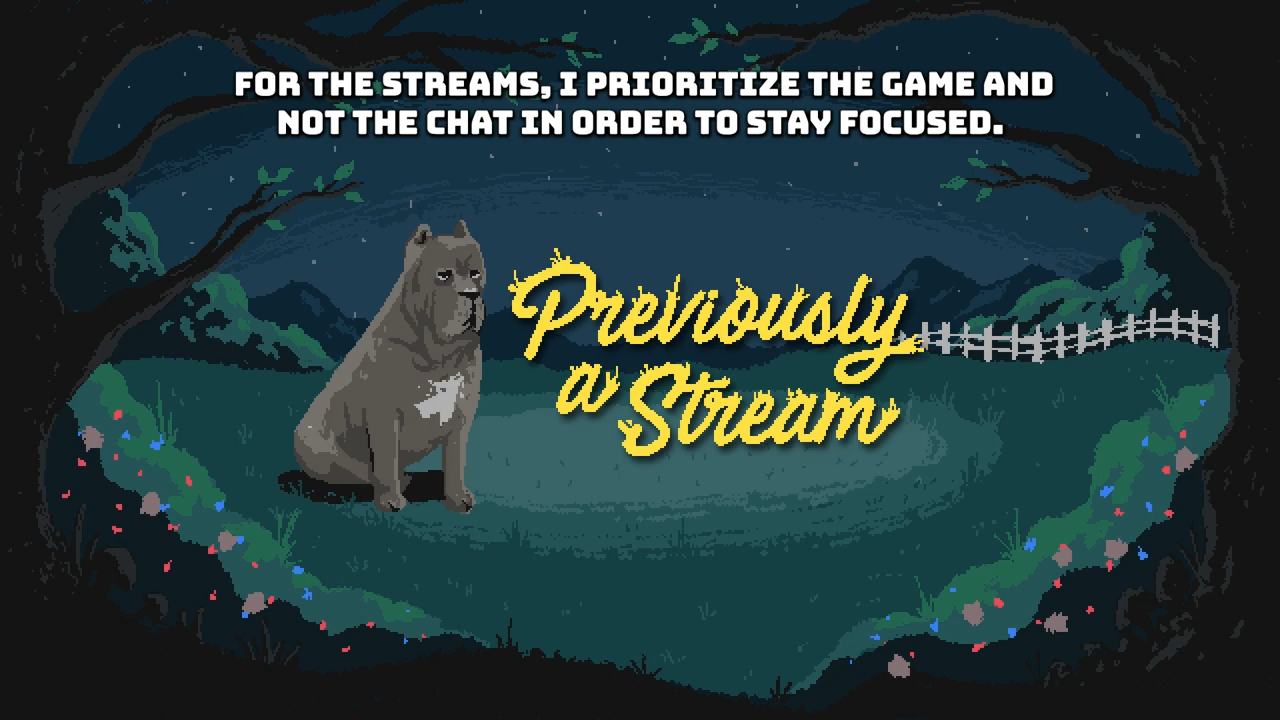 FOR THE STREAMS, I PRIORITIZE THE GAME AND
NOT THE CHAT IN ORDER TO STAY FOCUSED.
Previously
a Stream